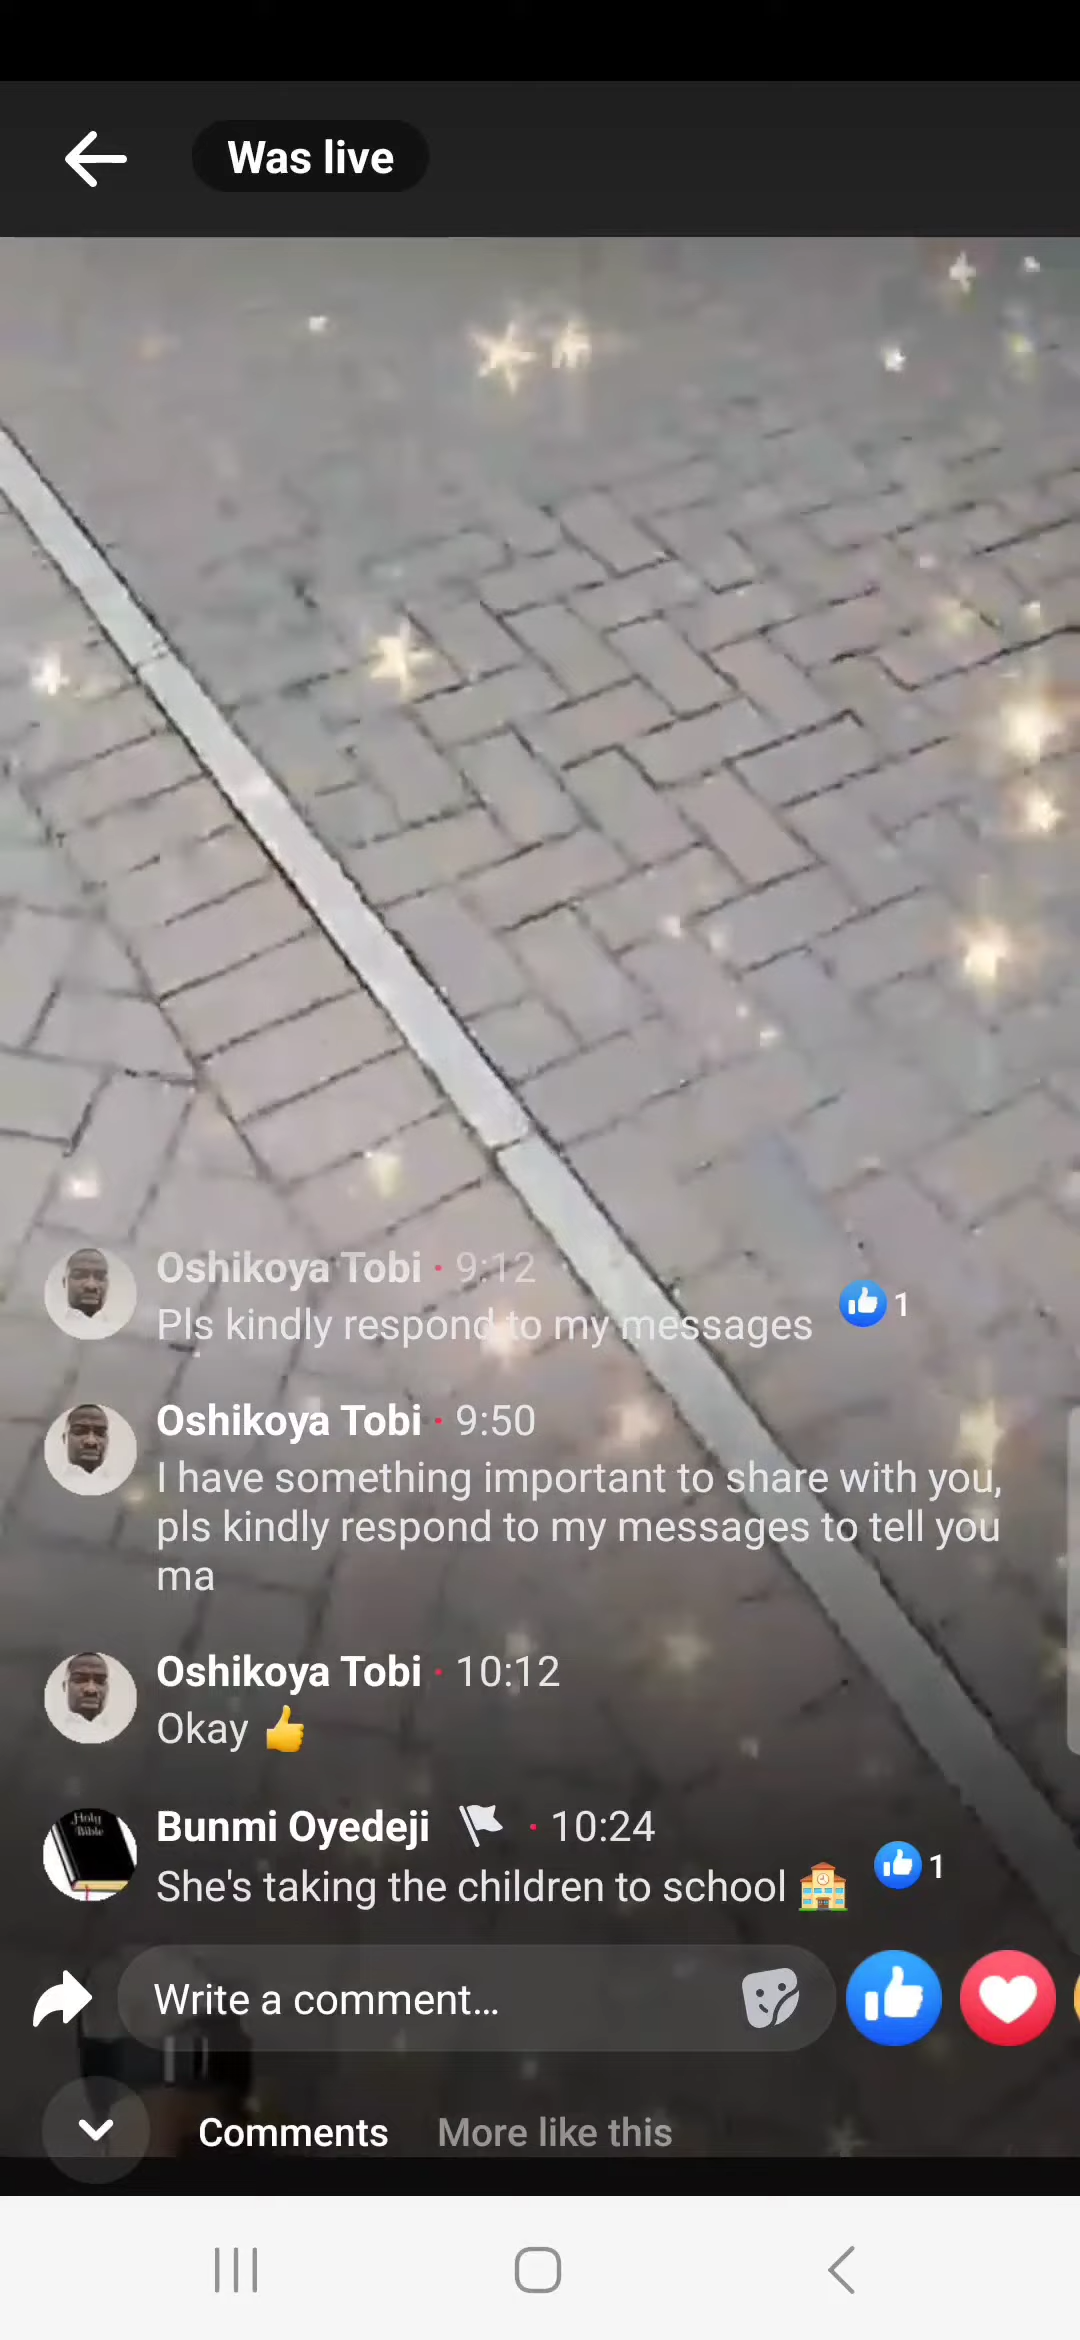 Was live
Oshikoya Tobi · 9:12
Pls kindly respond to my messages
1
Oshikoya Tobi · 9:50
I have something important to share with you,
pls kindly respond to my messages to tell you
ma
Oshikoya Tobi · 10:12
Okay 👍
Holy
Bible
Bunmi Oyedeji · 10:24
She's taking the children to school 🏫
1
Write a comment...
Comments More like this